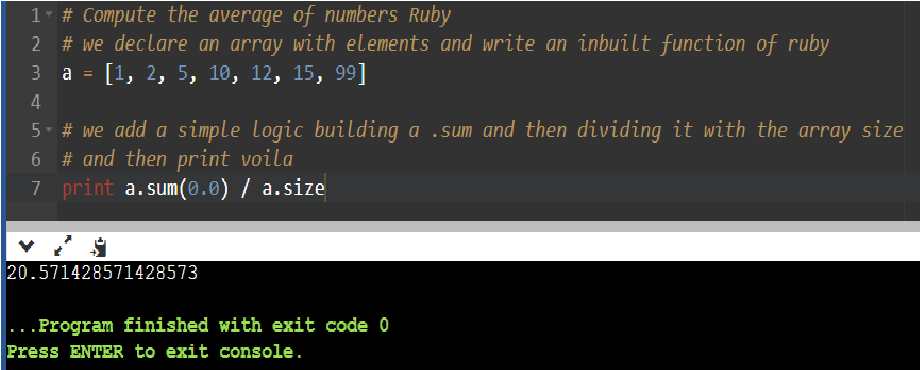 1 # Compute the average of numbers Ruby
2 # we declare an array with elements and write an inbuilt function of ruby
3 a = [1, 2, 5, 10, 12, 15, 99]
4
5 # we add a simple logic building a .sum and then dividing it with the array size
6 # and then print voila
7 print a.sum(0.0) / a.size
20.571428571428573
...Program finished with exit code 0
Press ENTER to exit console.